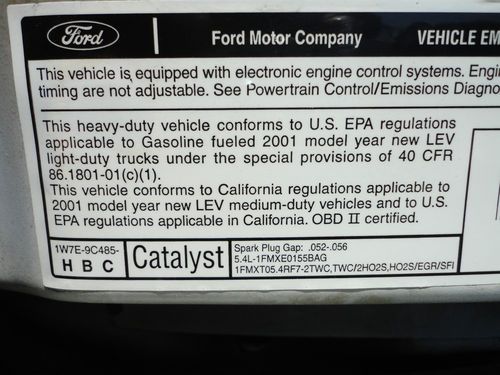 Ford
Ford Motor Company
VEHICLE EM
This vehicle is equipped with electronic engine control systems. Engi
timing are not adjustable. See Powertrain Control/Emissions Diagno
This heavy-duty vehicle conforms to U.S. EPA regulations
applicable to Gasoline fueled 2001 model year new LEV
light-duty trucks under the special provisions of 40 CFR
86.1801-01(c)(1).
This vehicle conforms to California regulations applicable to
2001 model year new LEV medium-duty vehicles and to U.S.
EPA regulations applicable in California. OBD II certified.
1W7E-9C485-
H B C
Catalyst
Spark Plug Gap: .052-.056
5.4L-1FMXE0155BAG
1FMXT05.4RF7-2TWC,TWC/2HO2S,HO2S/EGR/SFI